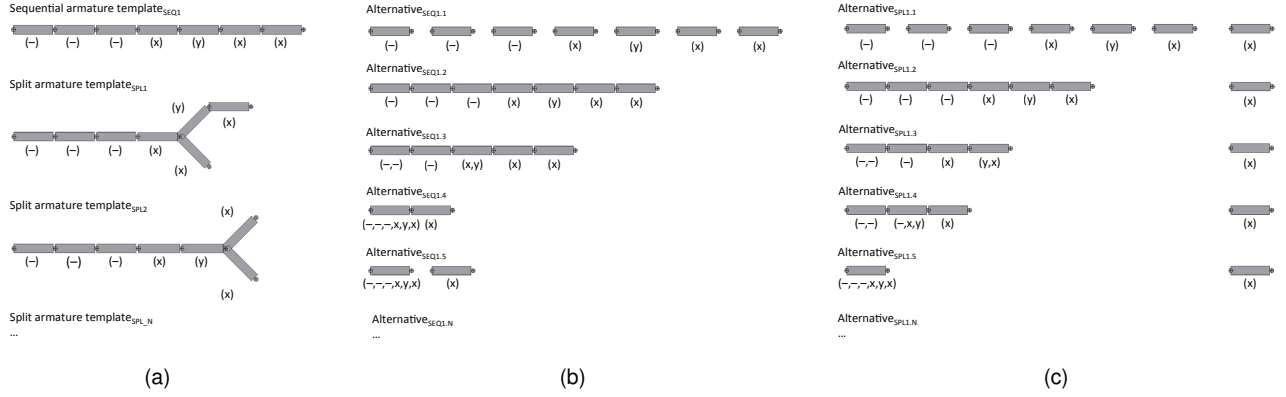 Sequential armature template_SEQ1
(–) (–) (–) (x) (y) (x) (x)
Split armature template_SPL1
(y)
(x)
(–) (–) (–) (x)
(x)
Split armature template_SPL2
(x)
(–) (–) (–) (x) (y)
(x)
Split armature template_SPL_N
...
(a)
Alternative_SEQ1.1
(–) (–) (–) (x) (y) (x) (x)
Alternative_SEQ1.2
(–) (–) (–) (x) (y) (x) (x)
Alternative_SEQ1.3
(–,–) (–) (x,y) (x) (x)
Alternative_SEQ1.4
(–,–,–,x,y,x) (x)
Alternative_SEQ1.5
(–,–,–,x,y,x) (x)
Alternative_SEQ1.N
...
(b)
Alternative_SPL1.1
(–) (–) (–) (x) (y) (x) (x)
Alternative_SPL1.2
(–) (–) (–) (x) (y) (x) (x)
Alternative_SPL1.3
(–,–) (–) (x) (y,x) (x)
Alternative_SPL1.4
(–,–) (–,x,y) (x) (x)
Alternative_SPL1.5
(–,–,–,x,y,x) (x)
Alternative_SPL1.N
...
(c)